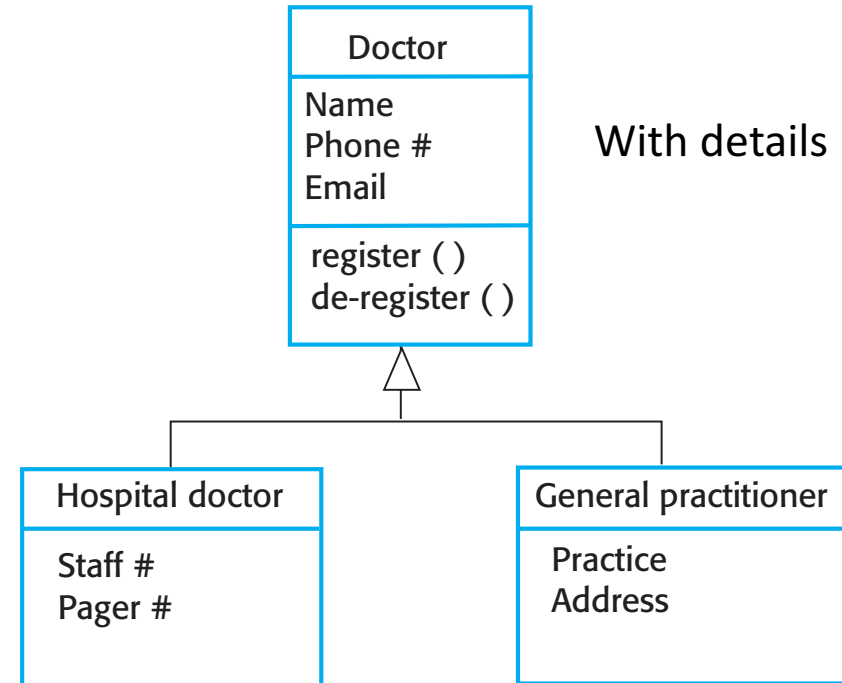 Doctor
Name
Phone #
Email
With details
register ( )
de-register ( )
Hospital doctor
Staff #
Pager #
General practitioner
Practice
Address